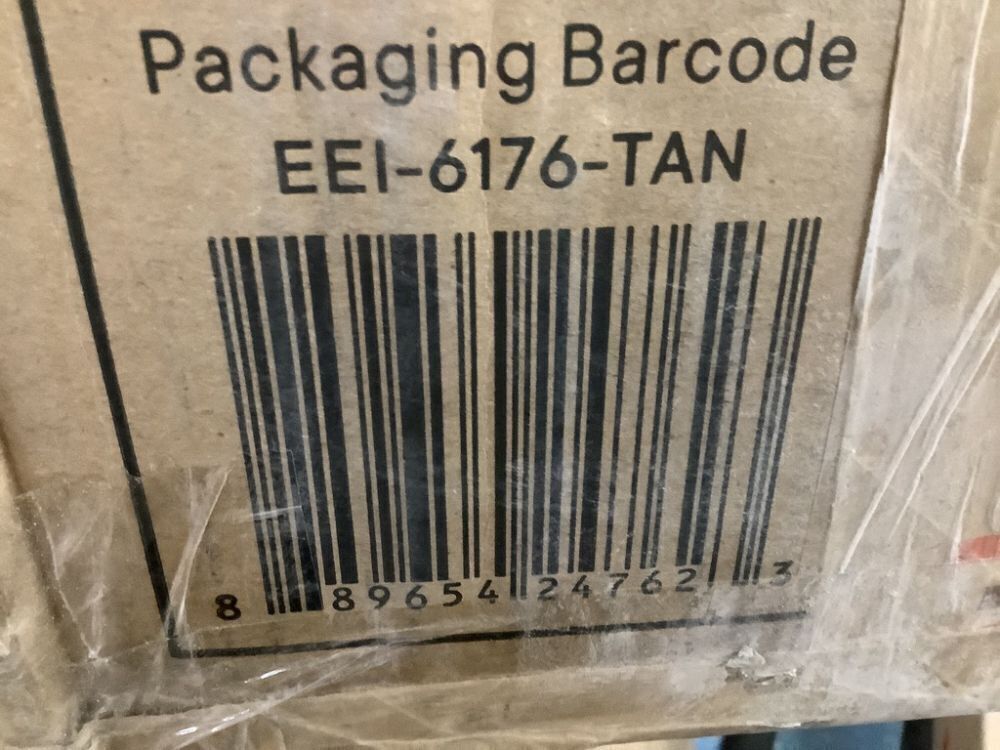 Packaging Barcode
EEI-6176-TAN
8 89654 24762 3